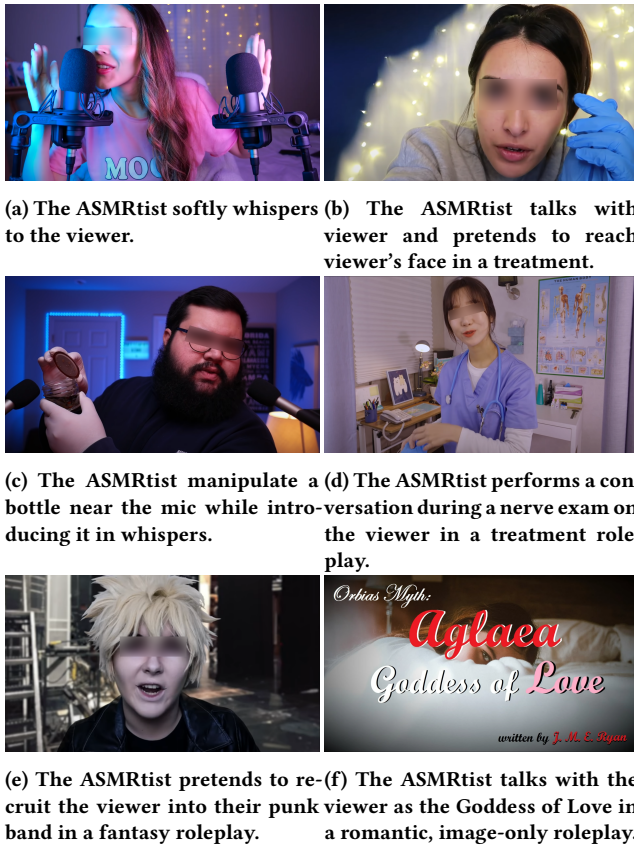 MOO
(a) The ASMRtist softly whispers
to the viewer.
(b) The ASMRtist talks with
viewer and pretends to reach
viewer's face in a treatment.
(c) The ASMRtist manipulate a
bottle near the mic while intro-
ducing it in whispers.
(d) The ASMRtist performs a con
versation during a nerve exam on
the viewer in a treatment role
play.
Orbias Myth:
Aglaea
Goddess of Love
written by J. M. E. Ryan
(e) The ASMRtist pretends to re-
cruit the viewer into their punk
band in a fantasy roleplay.
(f) The ASMRtist talks with the
viewer as the Goddess of Love in
a romantic, image-only roleplay.